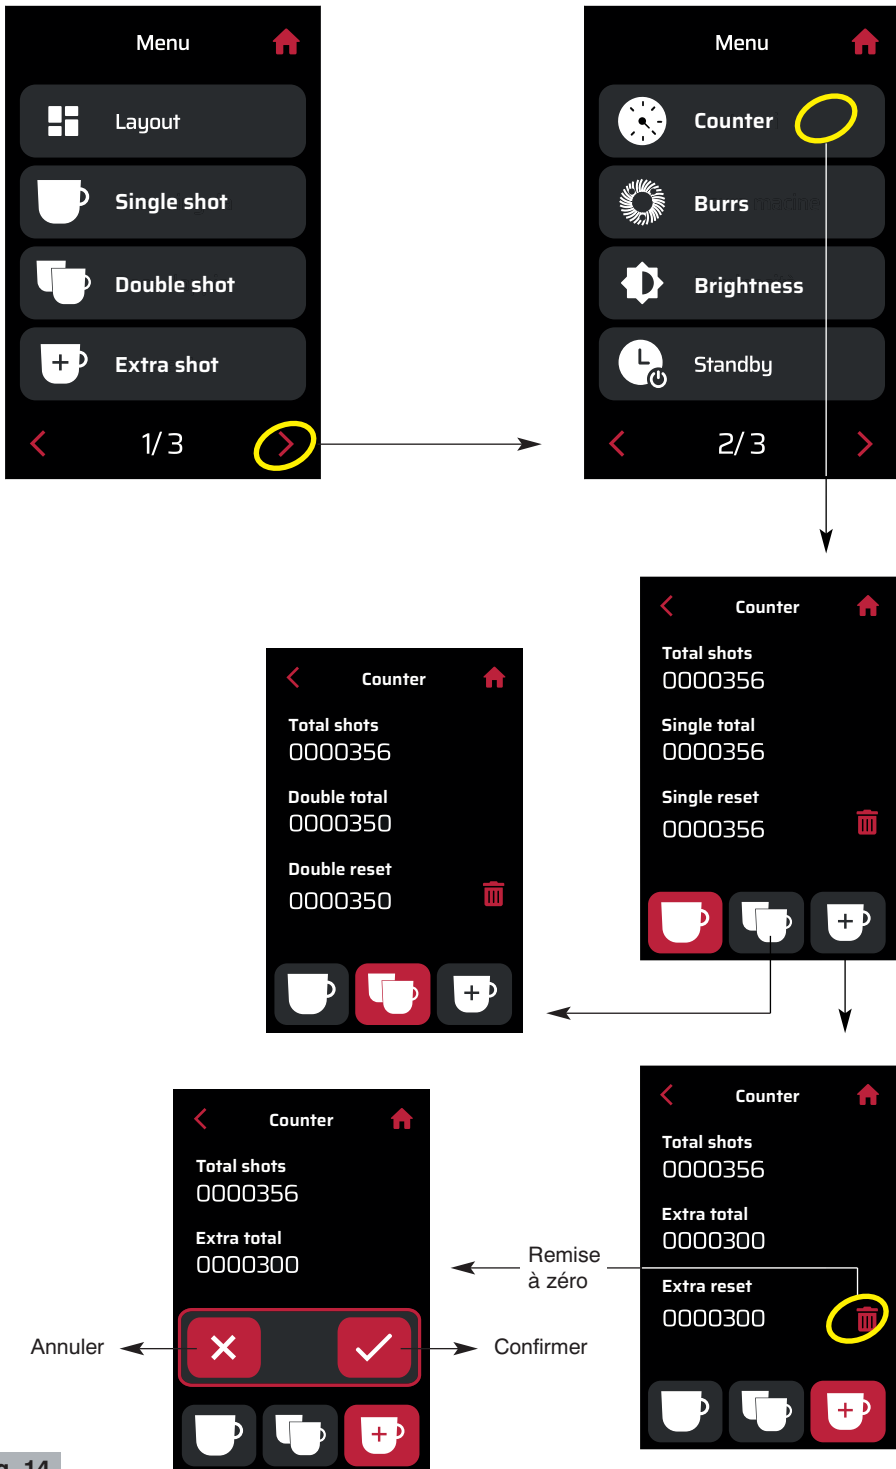 Menu
Layout
Single shot
Double shot
Extra shot
1/3
Menu
Counter
Burrs
Brightness
Standby
2/3
Counter
Total shots
0000356
Single total
0000356
Single reset
0000356
Counter
Total shots
0000356
Double total
0000350
Double reset
0000350
Counter
Total shots
0000356
Extra total
0000300
Extra reset
0000300
Remise
à zéro
Counter
Total shots
0000356
Extra total
0000300
Annuler
Confirmer
14